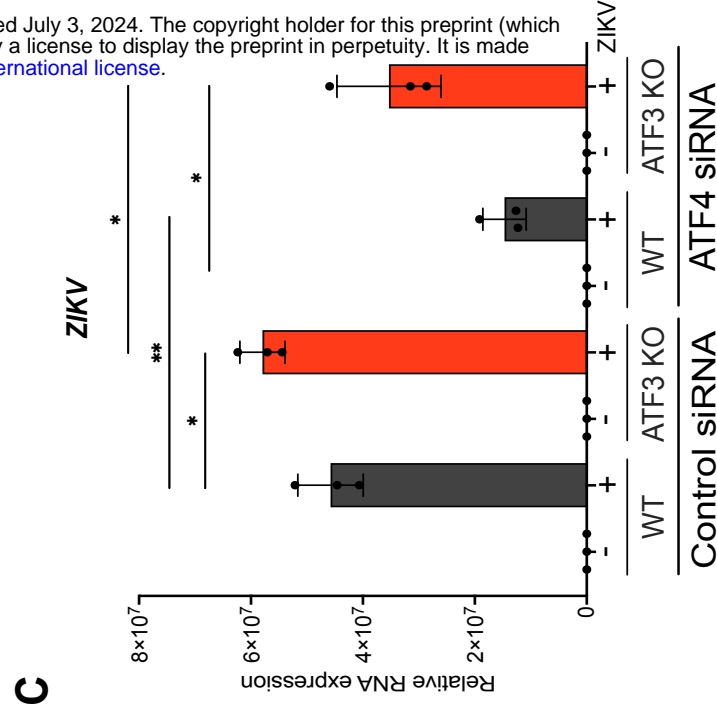 ed July 3, 2024. The copyright holder for this preprint (which
y a license to display the preprint in perpetuity. It is made
ernational license.
C
ZIKV
*
**
*
*
Relative RNA expression
8×10⁷
6×10⁷
4×10⁷
2×10⁷
0
- + - + - + - + ZIKV
WT ATF3 KO WT ATF3 KO
Control siRNA ATF4 siRNA